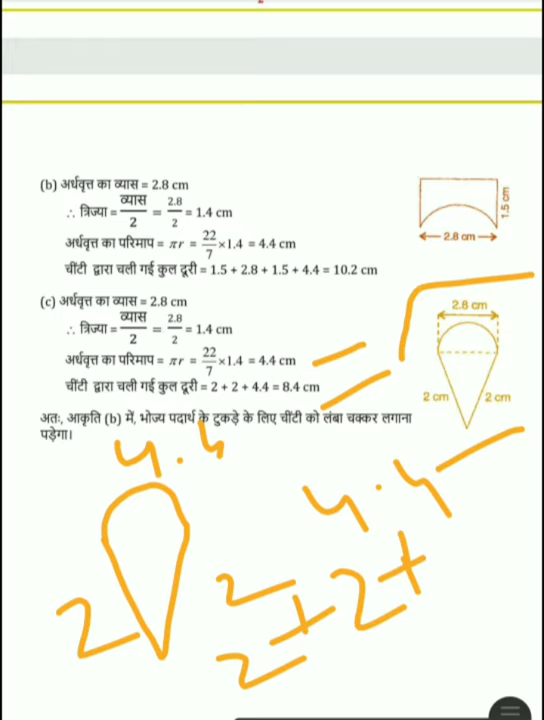 (b) अर्धवृत्त का व्यास = 2.8 cm
∴ त्रिज्या = व्यास/2 = 2.8/2 = 1.4 cm
अर्धवृत्त का परिमाप = πr = 22/7 ×1.4 = 4.4 cm
चींटी द्वारा चली गई कुल दूरी = 1.5 + 2.8 + 1.5 + 4.4 = 10.2 cm
1.5 cm
2.8 cm
(c) अर्धवृत्त का व्यास = 2.8 cm
∴ त्रिज्या = व्यास/2 = 2.8/2 = 1.4 cm
अर्धवृत्त का परिमाप = πr = 22/7 ×1.4 = 4.4 cm
चींटी द्वारा चली गई कुल दूरी = 2 + 2 + 4.4 = 8.4 cm
2.8 cm
2 cm 2 cm
अतः, आकृति (b) में, भोज्य पदार्थ के टुकड़े के लिए चींटी को लंबा चक्कर लगाना
पड़ेगा।
4.4
4.4
2 2
2 + 2 +